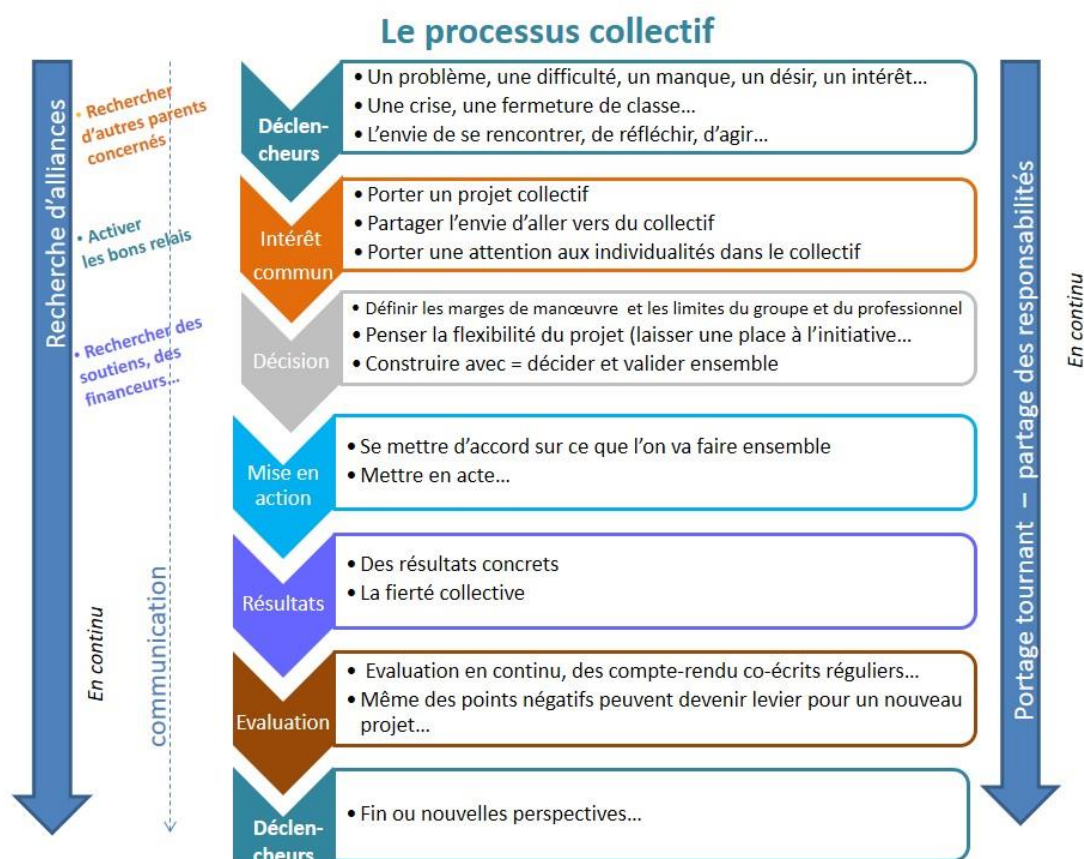 Le processus collectif
Recherche d'alliances
En continu
communication
• Rechercher
d'autres parents
concernés
• Activer
les bons relais
• Rechercher des
soutiens, des
financeurs…
Déclen-
cheurs
• Un problème, une difficulté, un manque, un désir, un intérêt…
• Une crise, une fermeture de classe…
• L'envie de se rencontrer, de réfléchir, d'agir…
Intérêt
commun
• Porter un projet collectif
• Partager l'envie d'aller vers du collectif
• Porter une attention aux individualités dans le collectif
Décision
• Définir les marges de manœuvre et les limites du groupe et du professionnel
• Penser la flexibilité du projet (laisser une place à l'initiative…
• Construire avec = décider et valider ensemble
Mise en
action
• Se mettre d'accord sur ce que l'on va faire ensemble
• Mettre en acte…
Résultats
• Des résultats concrets
• La fierté collective
Evaluation
• Evaluation en continu, des compte-rendu co-écrits réguliers…
• Même des points négatifs peuvent devenir levier pour un nouveau
projet…
Déclen-
cheurs
• Fin ou nouvelles perspectives…
Portage tournant – partage des responsabilités
En continu